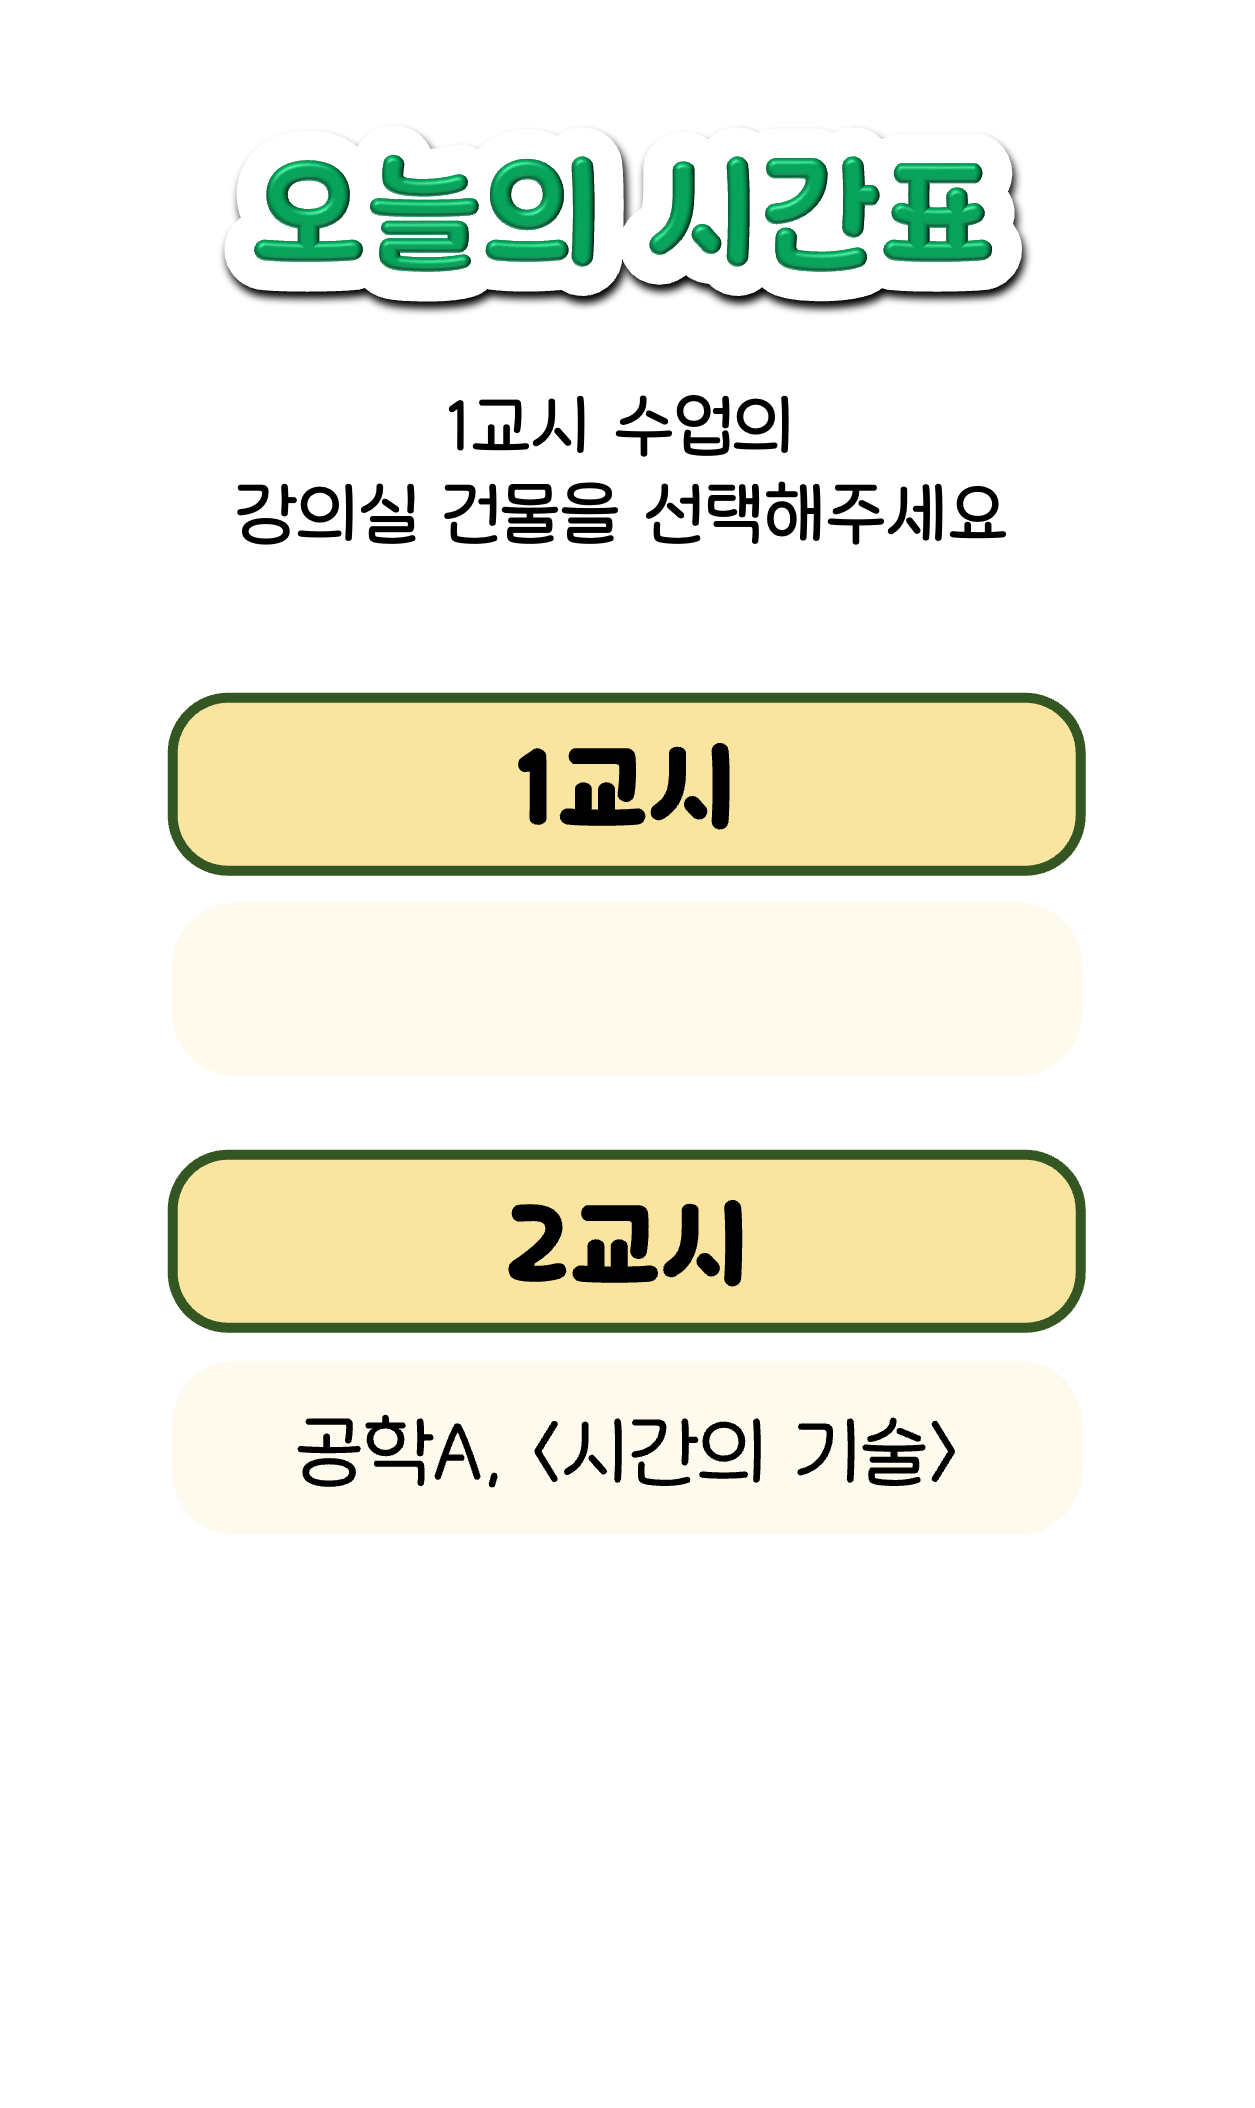 오늘의 시간표
1교시 수업의
강의실 건물을 선택해주세요
1교시
2교시
공학A, <시간의 기술>